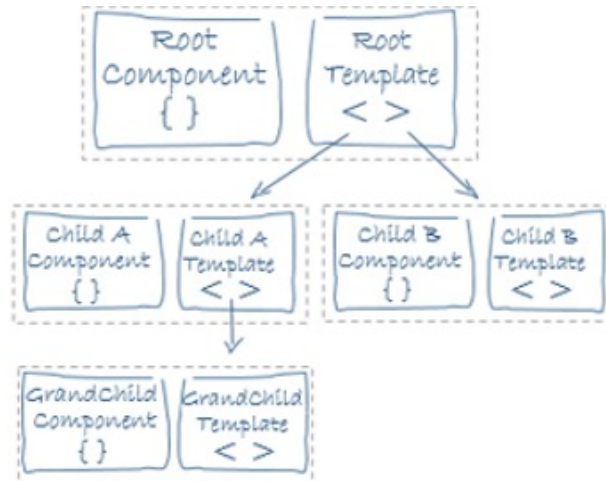 Root
Component
{ }
Root
Template
< >
Child A
Component
{ }
Child A
Template
< >
Child B
Component
{ }
Child B
Template
< >
GrandChild
Component
{ }
GrandChild
Template
< >